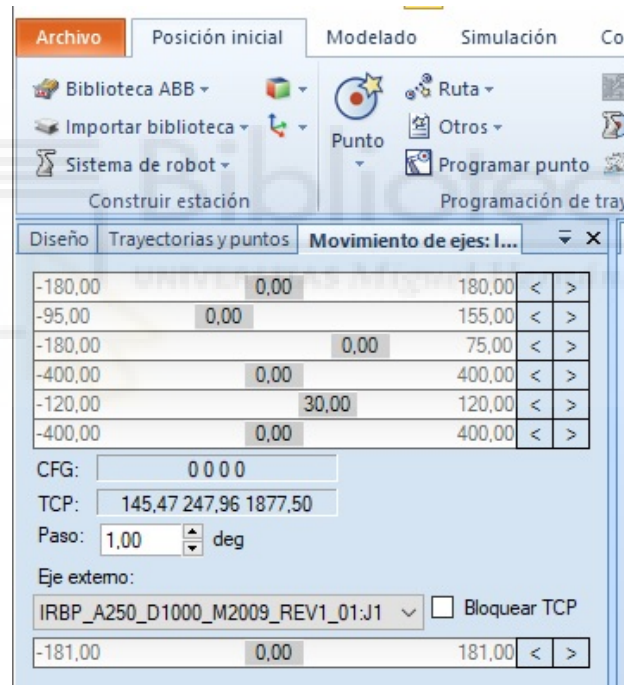 Archivo Posición inicial Modelado Simulación Co
Biblioteca ABB
Importar biblioteca
Sistema de robot
Construir estación
Punto
Ruta
Otros
Programar punto
Programación de tray
Diseño Trayectorias y puntos Movimiento de ejes: I... X
-180,00 0,00 180,00 < >
-95,00 0,00 155,00 < >
-180,00 0,00 75,00 < >
-400,00 0,00 400,00 < >
-120,00 30,00 120,00 < >
-400,00 0,00 400,00 < >
CFG: 0 0 0 0
TCP: 145,47 247,96 1877,50
Paso: 1,00 deg
Eje externo:
IRBP_A250_D1000_M2009_REV1_01:J1 Bloquear TCP
-181,00 0,00 181,00 < >